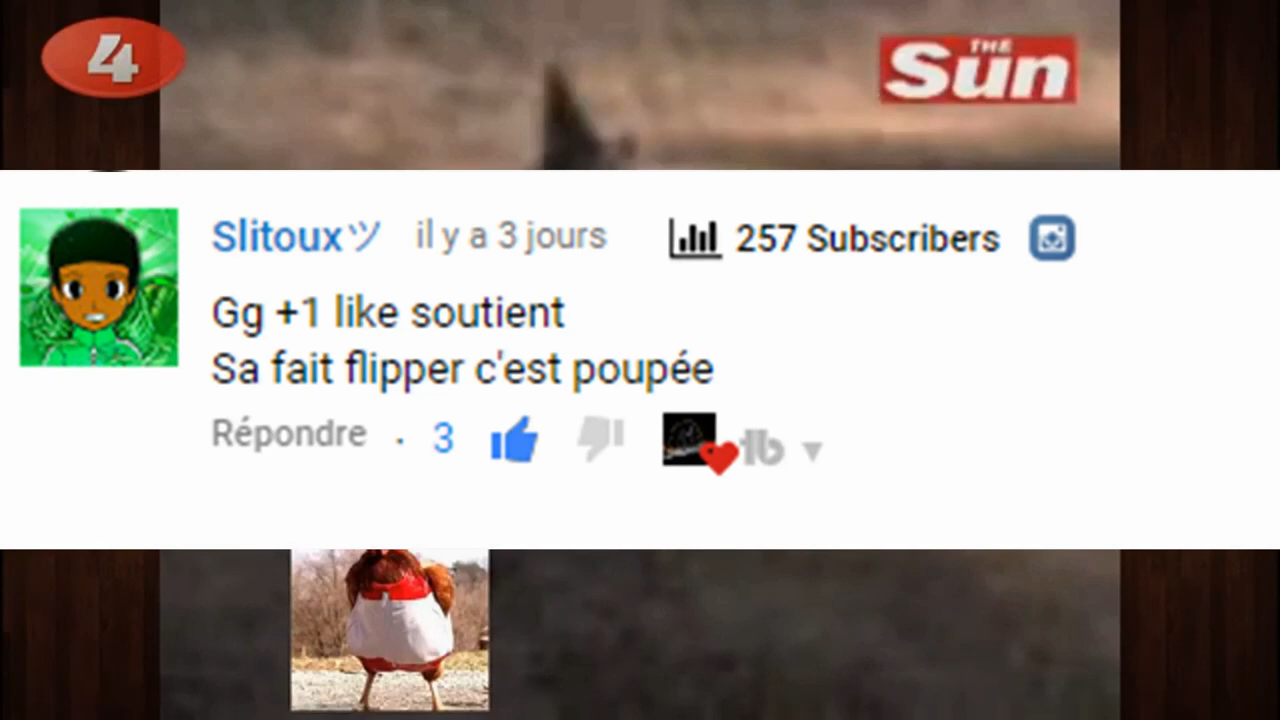 4
THE
Sun
Slitouxツ il y a 3 jours 257 Subscribers
Gg +1 like soutient
Sa fait flipper c'est poupée
Répondre · 3 tb ▼